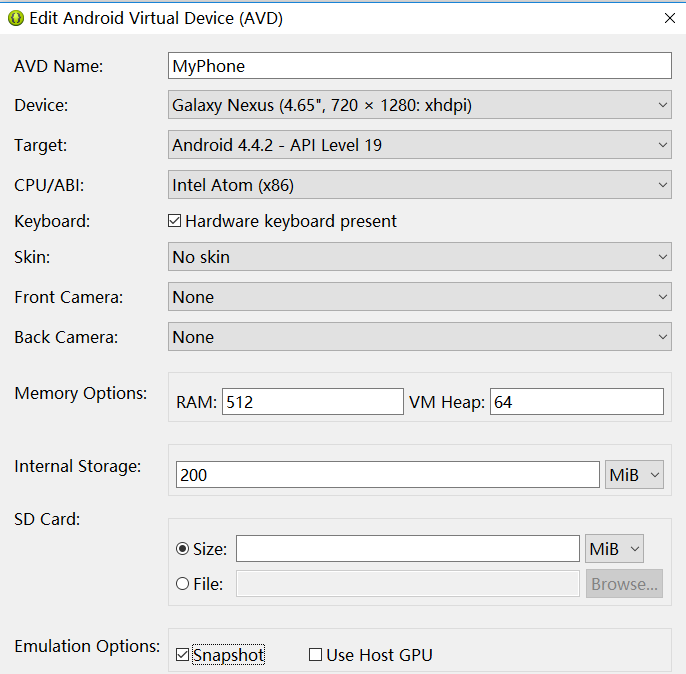 Edit Android Virtual Device (AVD)
AVD Name: MyPhone
Device: Galaxy Nexus (4.65", 720 × 1280: xhdpi)
Target: Android 4.4.2 - API Level 19
CPU/ABI: Intel Atom (x86)
Keyboard: Hardware keyboard present
Skin: No skin
Front Camera: None
Back Camera: None
Memory Options: RAM: 512 VM Heap: 64
Internal Storage: 200 MiB
SD Card:
Size: MiB
File: Browse...
Emulation Options: Snapshot Use Host GPU